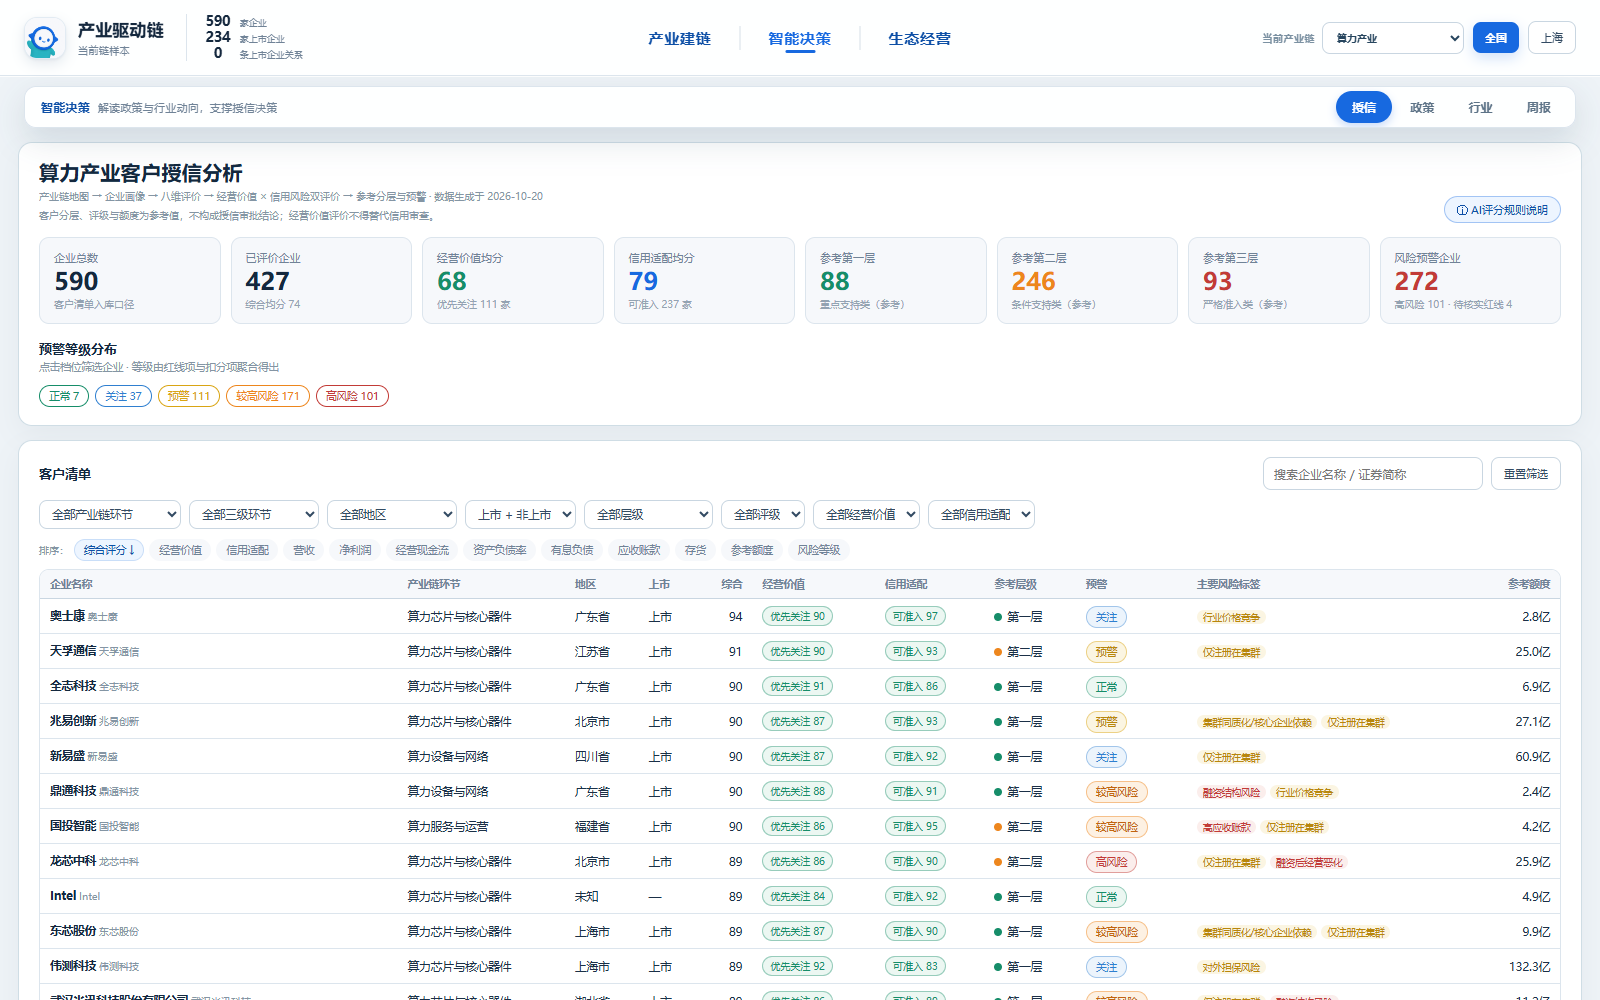 产业驱动链
当前链样本
590 家企业
234 家上市企业
0 条上市企业关系
产业建链
智能决策
生态经营
当前产业链
算力产业
全国
上海
智能决策 解读政策与行业动向，支撑授信决策
授信
政策
行业
周报
算力产业客户授信分析
产业链地图 → 企业画像 → 八维评价 → 经营价值 × 信用风险双评价 → 参考分层与预警 · 数据生成于 2026-10-20
客户分层、评级与额度为参考值，不构成授信审批结论；经营价值评价不得替代信用审查。
ⓘ AI评分规则说明
企业总数
590
客户清单入库口径
已评价企业
427
综合均分 74
经营价值均分
68
优先关注 111 家
信用适配均分
79
可准入 237 家
参考第一层
88
重点支持类（参考）
参考第二层
246
条件支持类（参考）
参考第三层
93
严格准入类（参考）
风险预警企业
272
高风险 101 · 待核实红线 4
预警等级分布
点击档位筛选企业 · 等级由红线项与扣分项聚合得出
正常 7
关注 37
预警 111
较高风险 171
高风险 101
客户清单
搜索企业名称 / 证券简称
重置筛选
全部产业链环节
全部三级环节
全部地区
上市 + 非上市
全部层级
全部评级
全部经营价值
全部信用适配
排序：
综合评分↓
经营价值
信用适配
营收
净利润
经营现金流
资产负债率
有息负债
应收账款
存货
参考额度
风险等级
企业名称 产业链环节 地区 上市 综合 经营价值 信用适配 参考层级 预警 主要风险标签 参考额度
奥士康 奥士康 算力芯片与核心器件 广东省 上市 94 优先关注 90 可准入 97 第一层 关注 行业价格竞争 2.8亿
天孚通信 天孚通信 算力芯片与核心器件 江苏省 上市 91 优先关注 90 可准入 93 第二层 预警 仅注册在集群 25.0亿
全志科技 全志科技 算力芯片与核心器件 广东省 上市 90 优先关注 91 可准入 86 第一层 正常 6.9亿
兆易创新 兆易创新 算力芯片与核心器件 北京市 上市 90 优先关注 87 可准入 93 第一层 预警 集群同质化/核心企业依赖 仅注册在集群 27.1亿
新易盛 新易盛 算力设备与网络 四川省 上市 90 优先关注 87 可准入 92 第一层 关注 仅注册在集群 60.9亿
鼎通科技 鼎通科技 算力设备与网络 广东省 上市 90 优先关注 88 可准入 91 第一层 较高风险 融资结构风险 行业价格竞争 2.4亿
国投智能 国投智能 算力服务与运营 福建省 上市 90 优先关注 86 可准入 95 第二层 较高风险 高应收账款 仅注册在集群 4.2亿
龙芯中科 龙芯中科 算力芯片与核心器件 北京市 上市 89 优先关注 86 可准入 90 第二层 高风险 仅注册在集群 融资后经营恶化 25.9亿
Intel Intel 算力芯片与核心器件 未知 — 89 优先关注 84 可准入 92 第一层 正常 4.9亿
东芯股份 东芯股份 算力芯片与核心器件 上海市 上市 89 优先关注 87 可准入 90 第一层 较高风险 集群同质化/核心企业依赖 仅注册在集群 9.9亿
伟测科技 伟测科技 算力芯片与核心器件 上海市 上市 89 优先关注 92 可准入 83 第一层 关注 对外担保风险 132.3亿